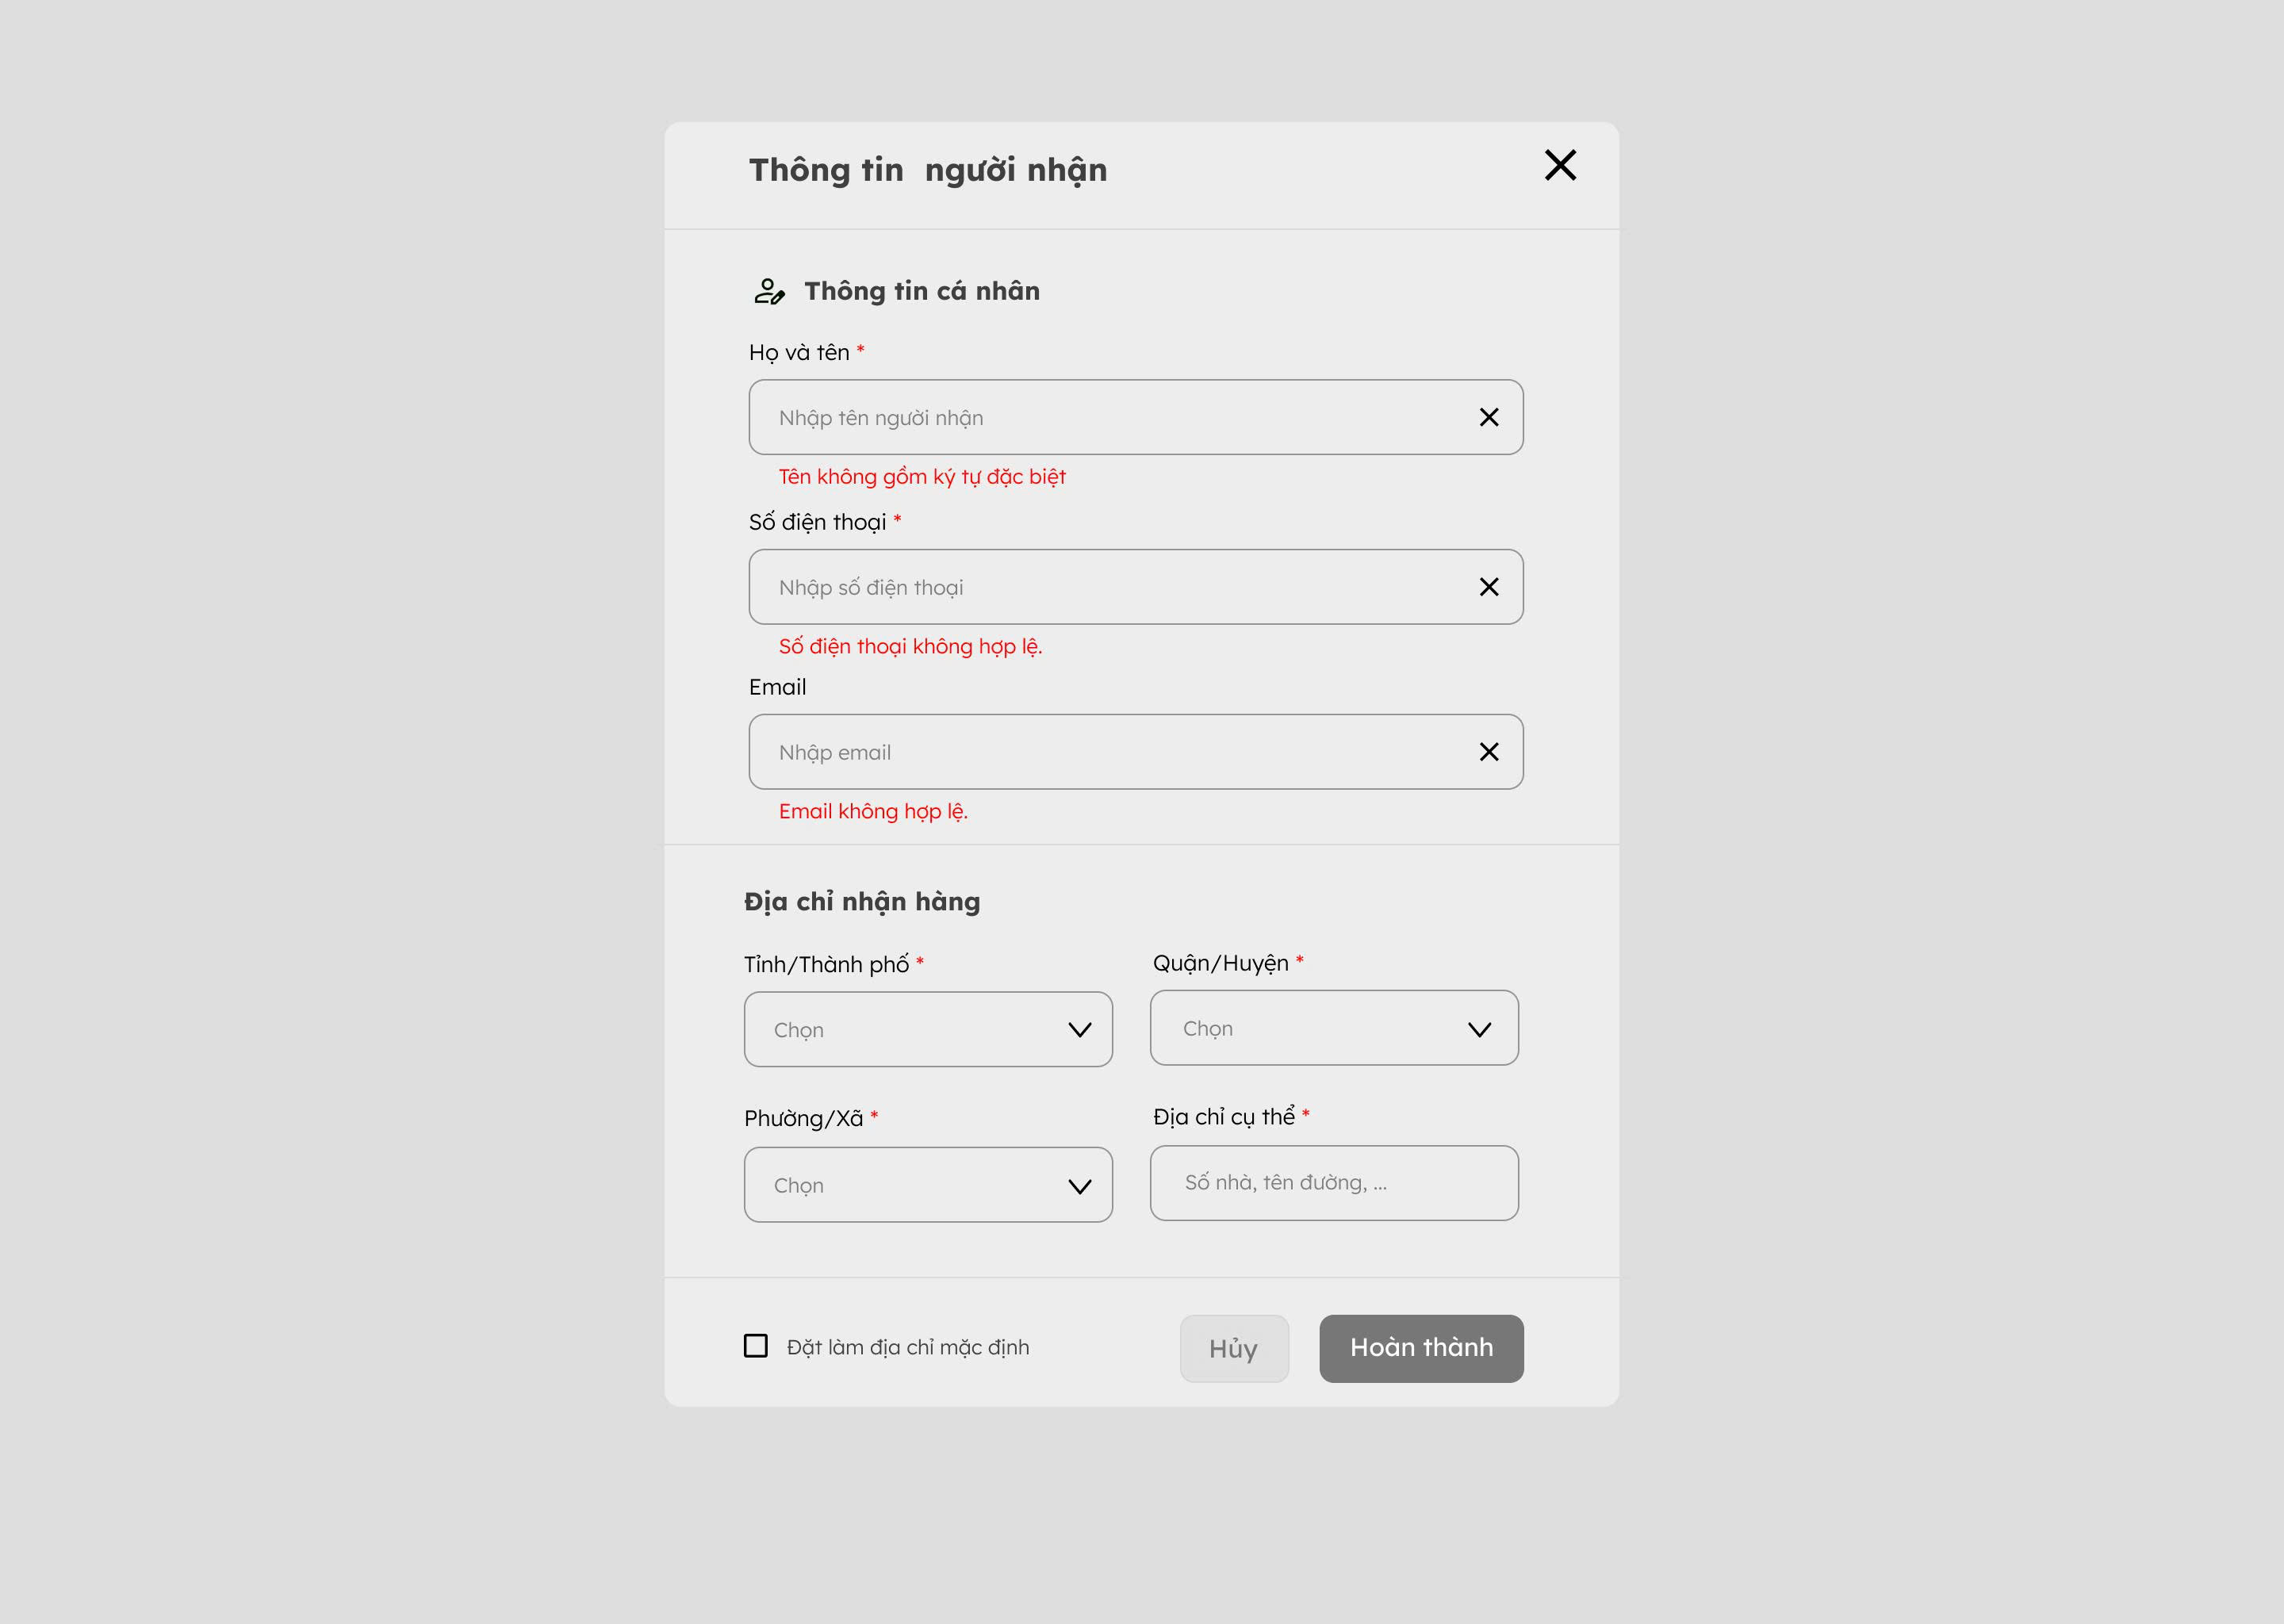 Thông tin  người nhận
Thông tin cá nhân
Họ và tên *
Nhập tên người nhận
Tên không gồm ký tự đặc biệt
Số điện thoại *
Nhập số điện thoại
Số điện thoại không hợp lệ.
Email
Nhập email
Email không hợp lệ.
Địa chỉ nhận hàng
Tỉnh/Thành phố *
Quận/Huyện *
Chọn
Chọn
Phường/Xã *
Địa chỉ cụ thể *
Chọn
Số nhà, tên đường, ...
Đặt làm địa chỉ mặc định
Hủy
Hoàn thành